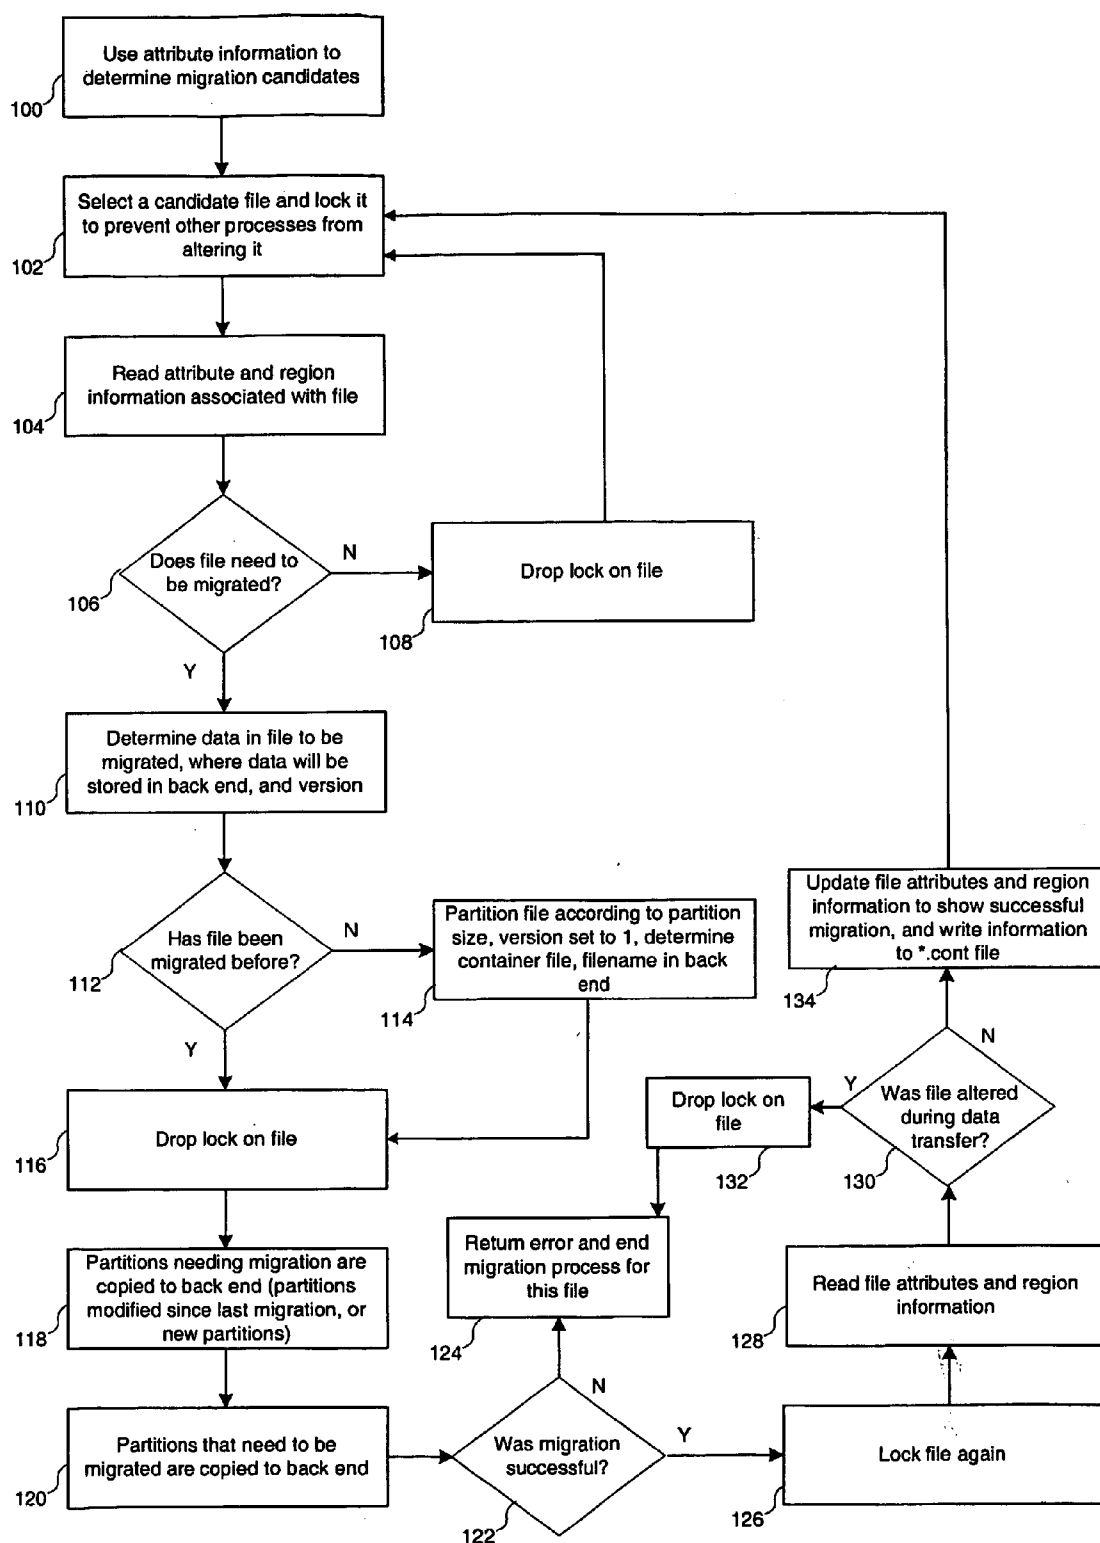 Use attribute information to
determine migration candidates
100
Select a candidate file and lock it
to prevent other processes from
altering it
102
Read attribute and region
information associated with file
104
Does file need to
be migrated?
106
N
Y
Drop lock on file
108
Determine data in file to be
migrated, where data will be
stored in back end, and version
110
Has file been
migrated before?
112
N
Y
Partition file according to partition
size, version set to 1, determine
container file, filename in back
end
114
Drop lock on file
116
Partitions needing migration are
copied to back end (partitions
modified since last migration, or
new partitions)
118
Partitions that need to be
migrated are copied to back end
120
Was migration
successful?
122
N
Y
Return error and end
migration process for
this file
124
Lock file again
126
Read file attributes and region
information
128
Was file altered
during data
transfer?
130
Y
N
Drop lock on
file
132
Update file attributes and region
information to show successful
migration, and write information
to *.cont file
134